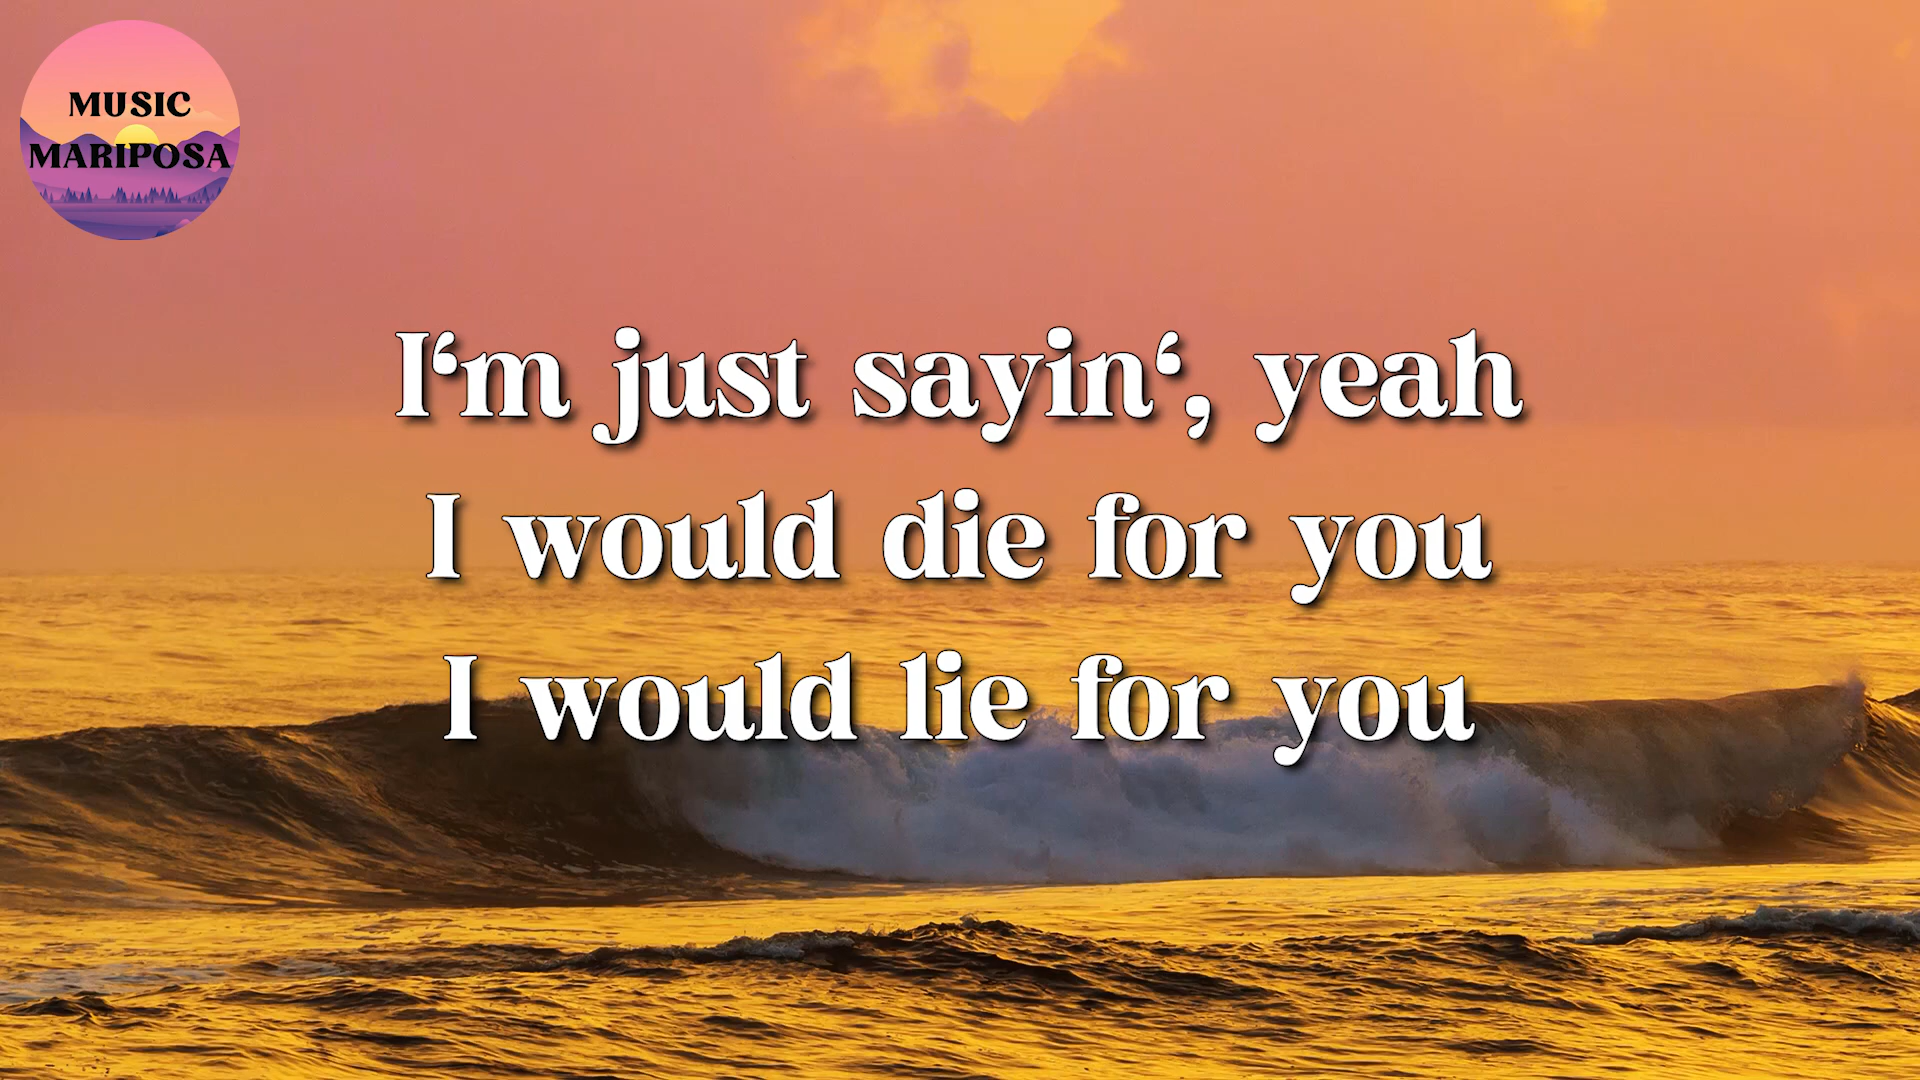 MUSIC
MARIPOSA
I‘m just sayin‘, yeah
I would die for you
I would lie for you